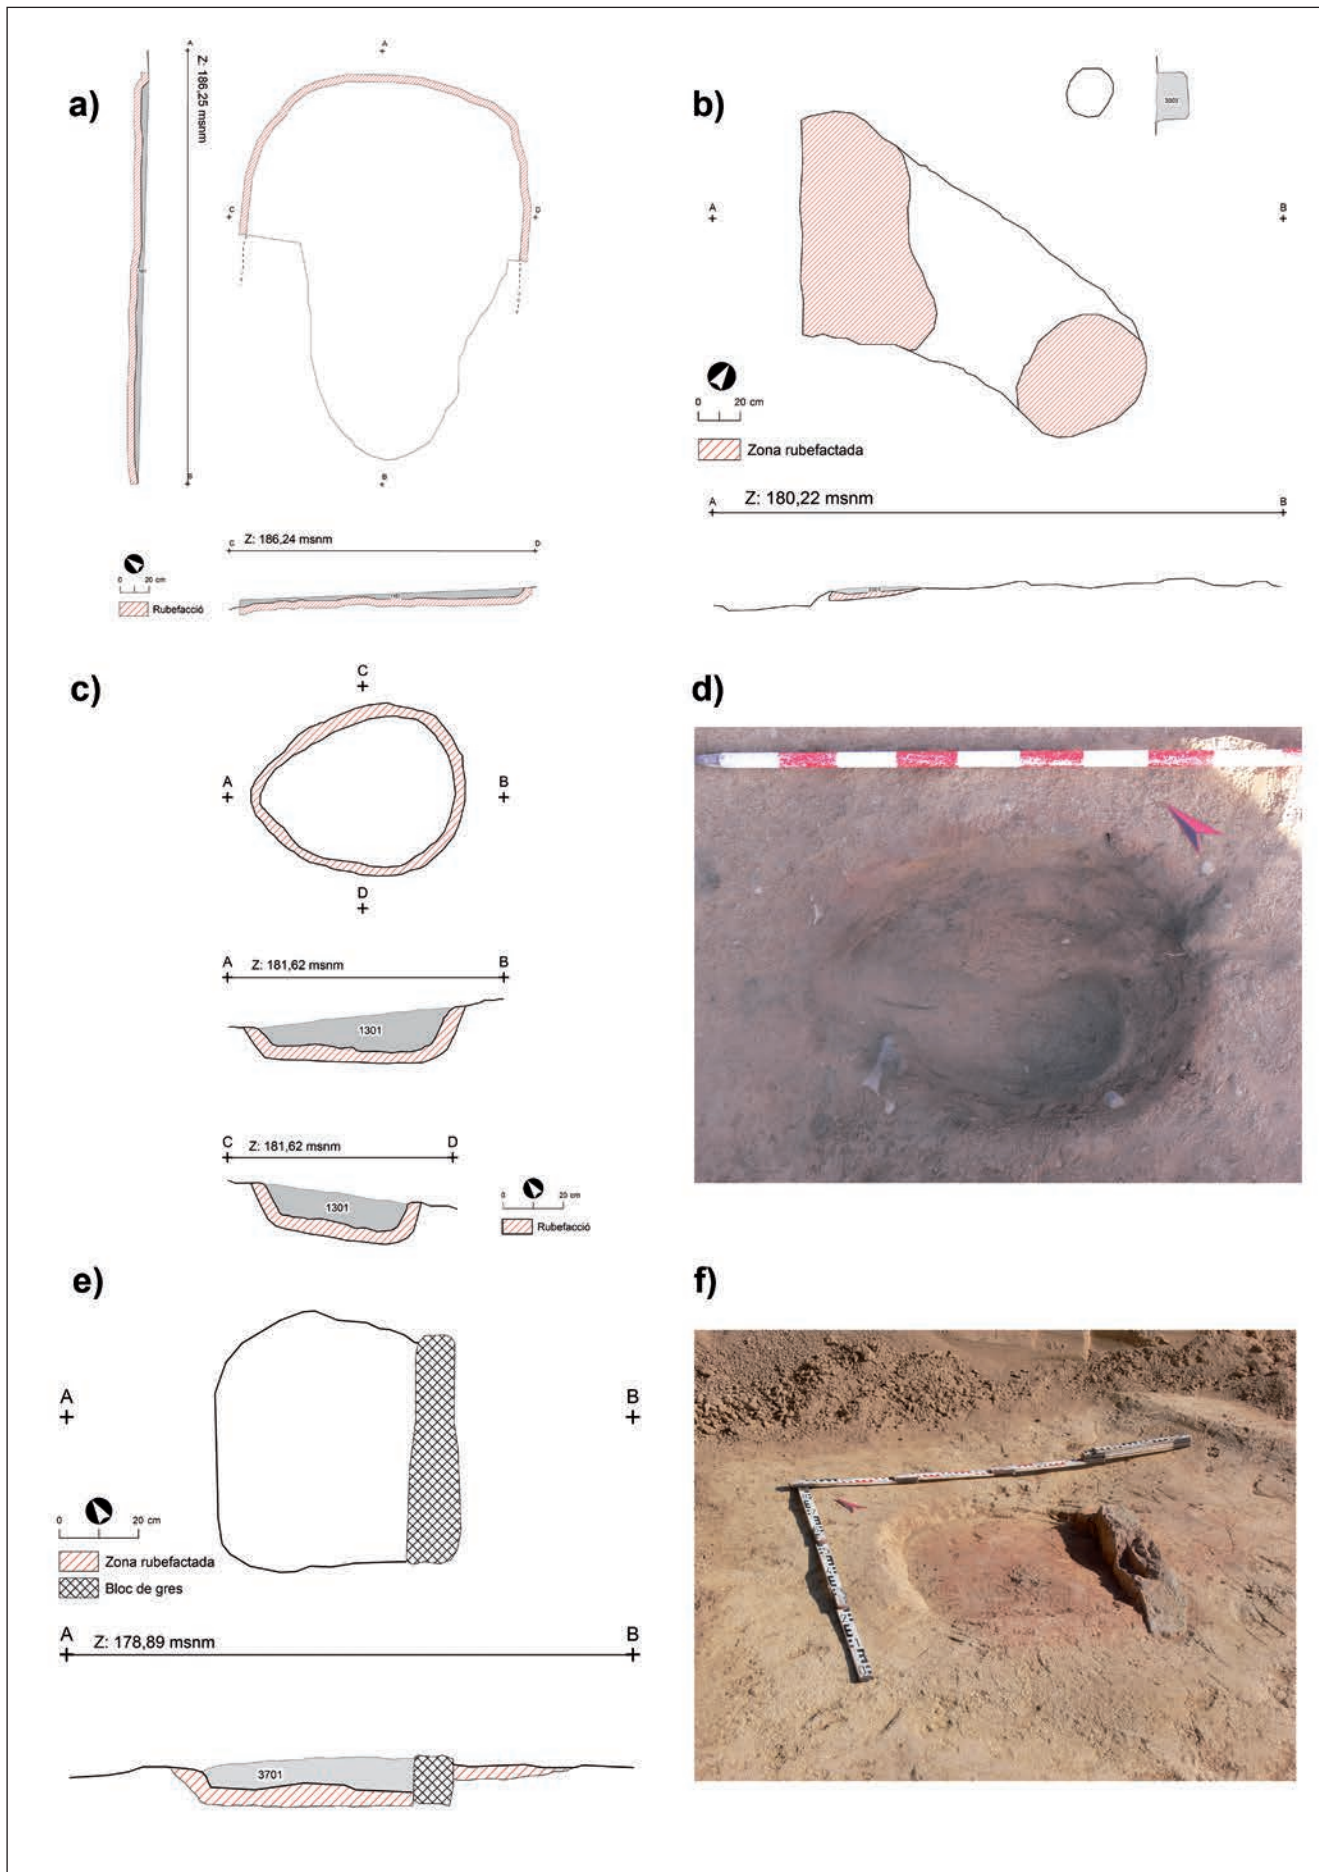 a)
A
Z: 186,25 msnm
C
D
B
B
Z: 186,24 msnm
C
D
0 20 cm
Rubefacció
b)
A
B
0 20 cm
Zona rubefactada
A
Z: 180,22 msnm
B
c)
C
A
B
D
A
Z: 181,62 msnm
B
1301
C
Z: 181,62 msnm
D
1301
0 20 cm
Rubefacció
d)
e)
A
B
0 20 cm
Zona rubefactada
Bloc de gres
A
Z: 178,89 msnm
B
3701
f)